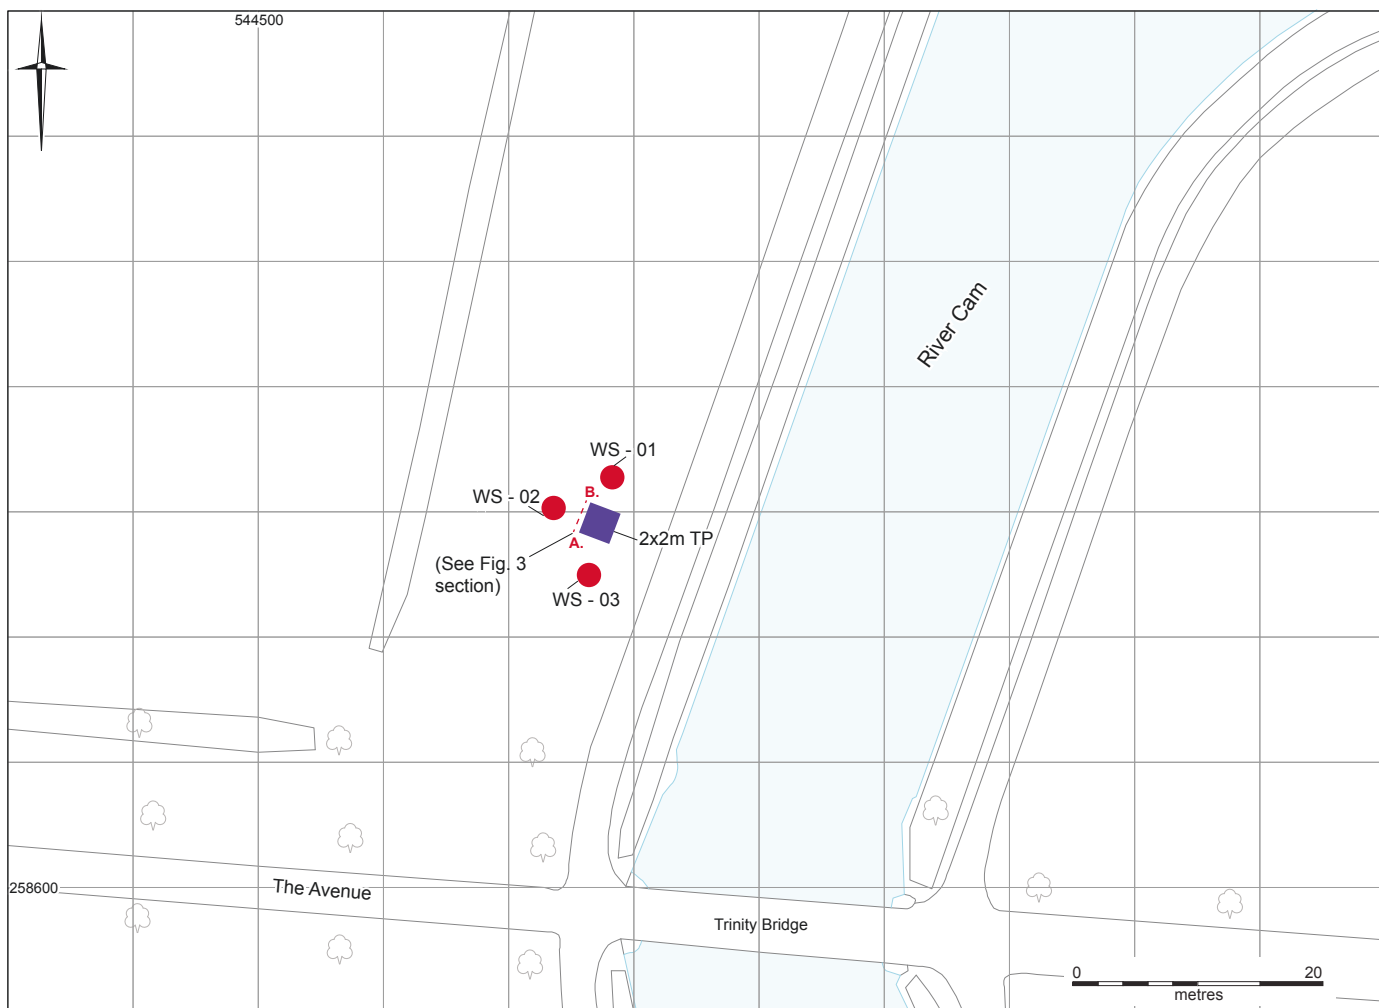 544500
River Cam
WS - 01
WS - 02
B.
2x2m TP
A.
(See Fig. 3
section)
WS - 03
258600
The Avenue
Trinity Bridge
0 20
metres